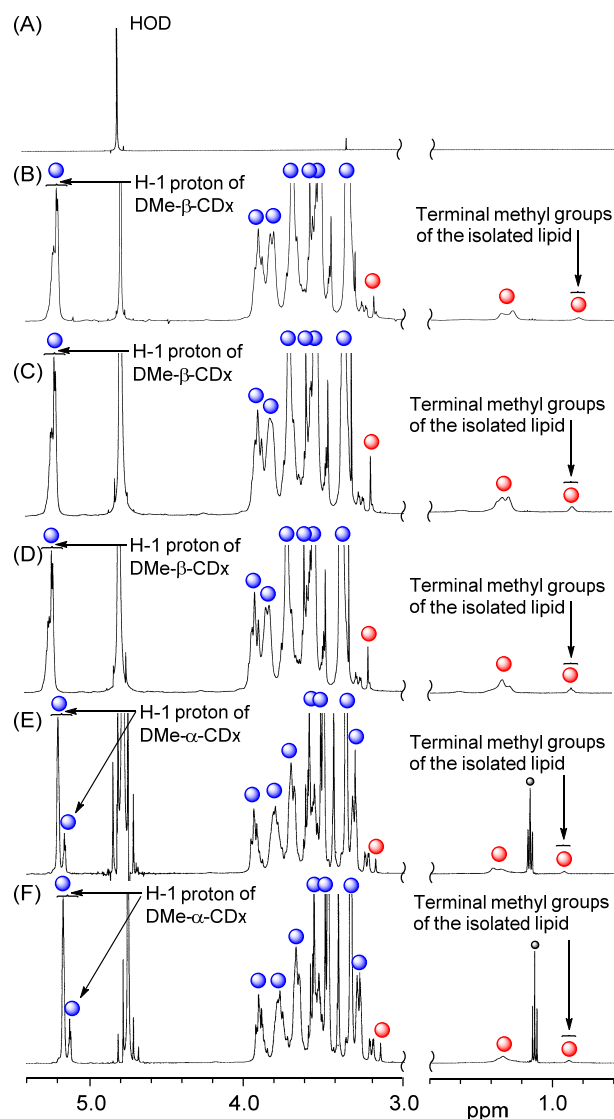 (A)
HOD
(B)
H-1 proton of
DMe-β-CDx
Terminal methyl groups
of the isolated lipid
(C)
H-1 proton of
DMe-β-CDx
Terminal methyl groups
of the isolated lipid
(D)
H-1 proton of
DMe-β-CDx
Terminal methyl groups
of the isolated lipid
(E)
H-1 proton of
DMe-α-CDx
Terminal methyl groups
of the isolated lipid
(F)
H-1 proton of
DMe-α-CDx
Terminal methyl groups
of the isolated lipid
5.0 4.0 3.0 ppm 1.0